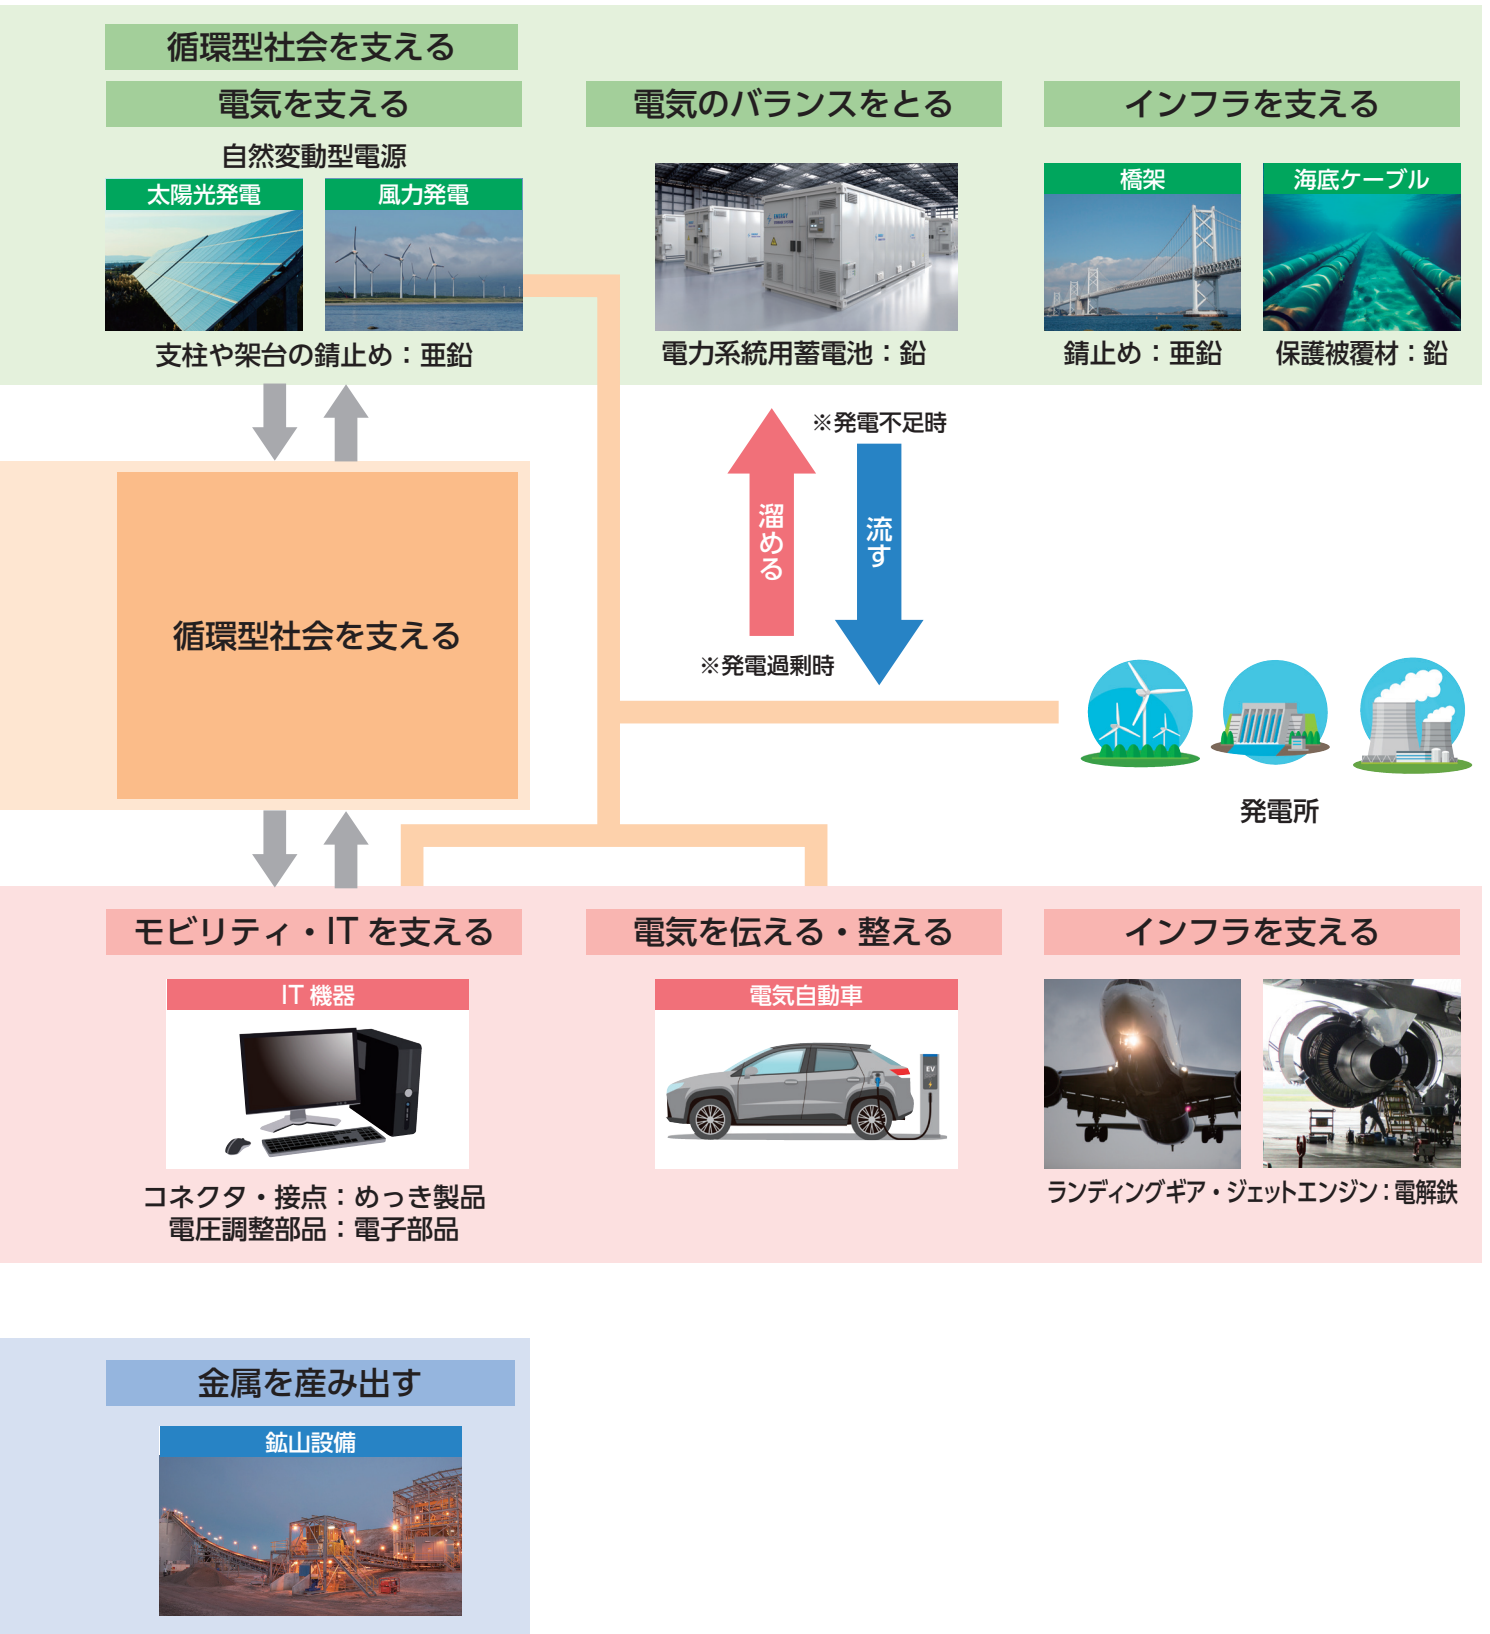 循環型社会を支える
電気を支える
電気のバランスをとる
インフラを支える
自然変動型電源
太陽光発電
風力発電
橋架
海底ケーブル
ENERGY
支柱や架台の錆止め：亜鉛
電力系統用蓄電池：鉛
錆止め：亜鉛
保護被覆材：鉛
※発電不足時
溜める
流す
循環型社会を支える
※発電過剰時
発電所
モビリティ・IT を支える
電気を伝える・整える
インフラを支える
IT 機器
電気自動車
EV
コネクタ・接点：めっき製品
電圧調整部品：電子部品
ランディングギア・ジェットエンジン：電解鉄
金属を産み出す
鉱山設備